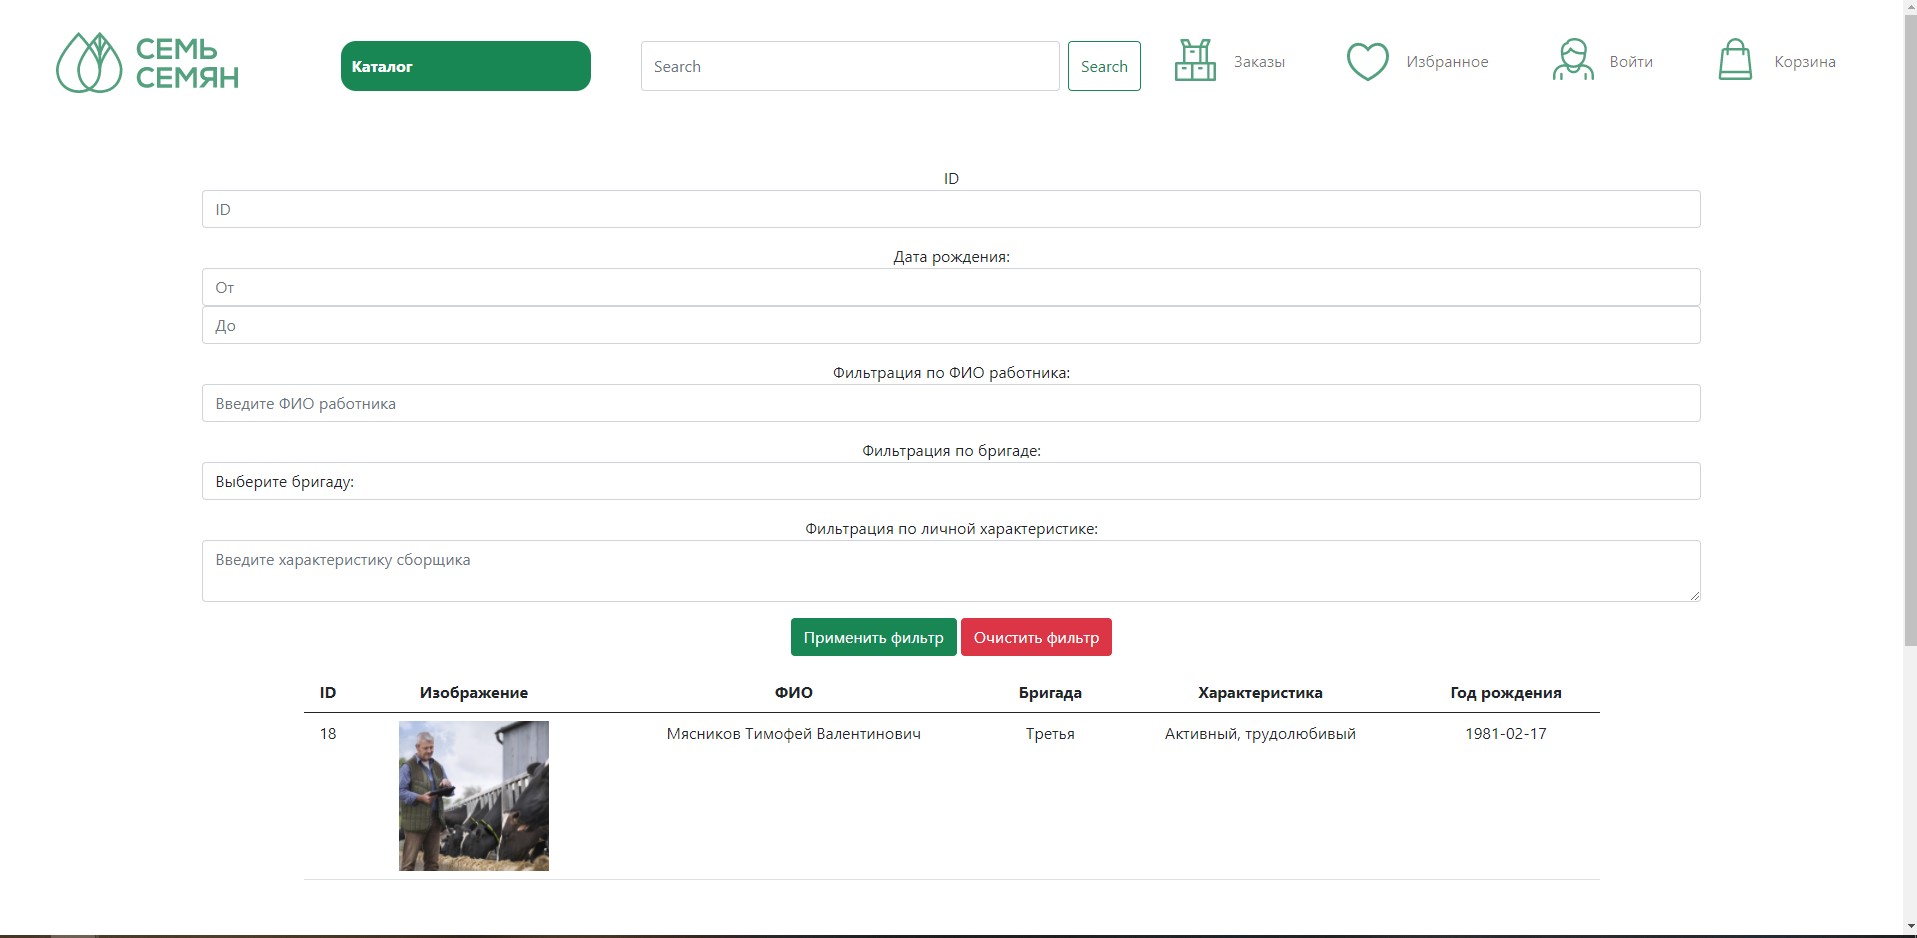 СЕМЬ
СЕМЯН
Каталог
Search
Search
Заказы
Избранное
Войти
Корзина
ID
ID
Дата рождения:
От
До
Фильтрация по ФИО работника:
Введите ФИО работника
Фильтрация по бригаде:
Выберите бригаду:
Фильтрация по личной характеристике:
Введите характеристику сборщика
Применить фильтр Очистить фильтр
ID Изображение ФИО Бригада Характеристика Год рождения
18 Мясников Тимофей Валентинович Третья Активный, трудолюбивый 1981-02-17